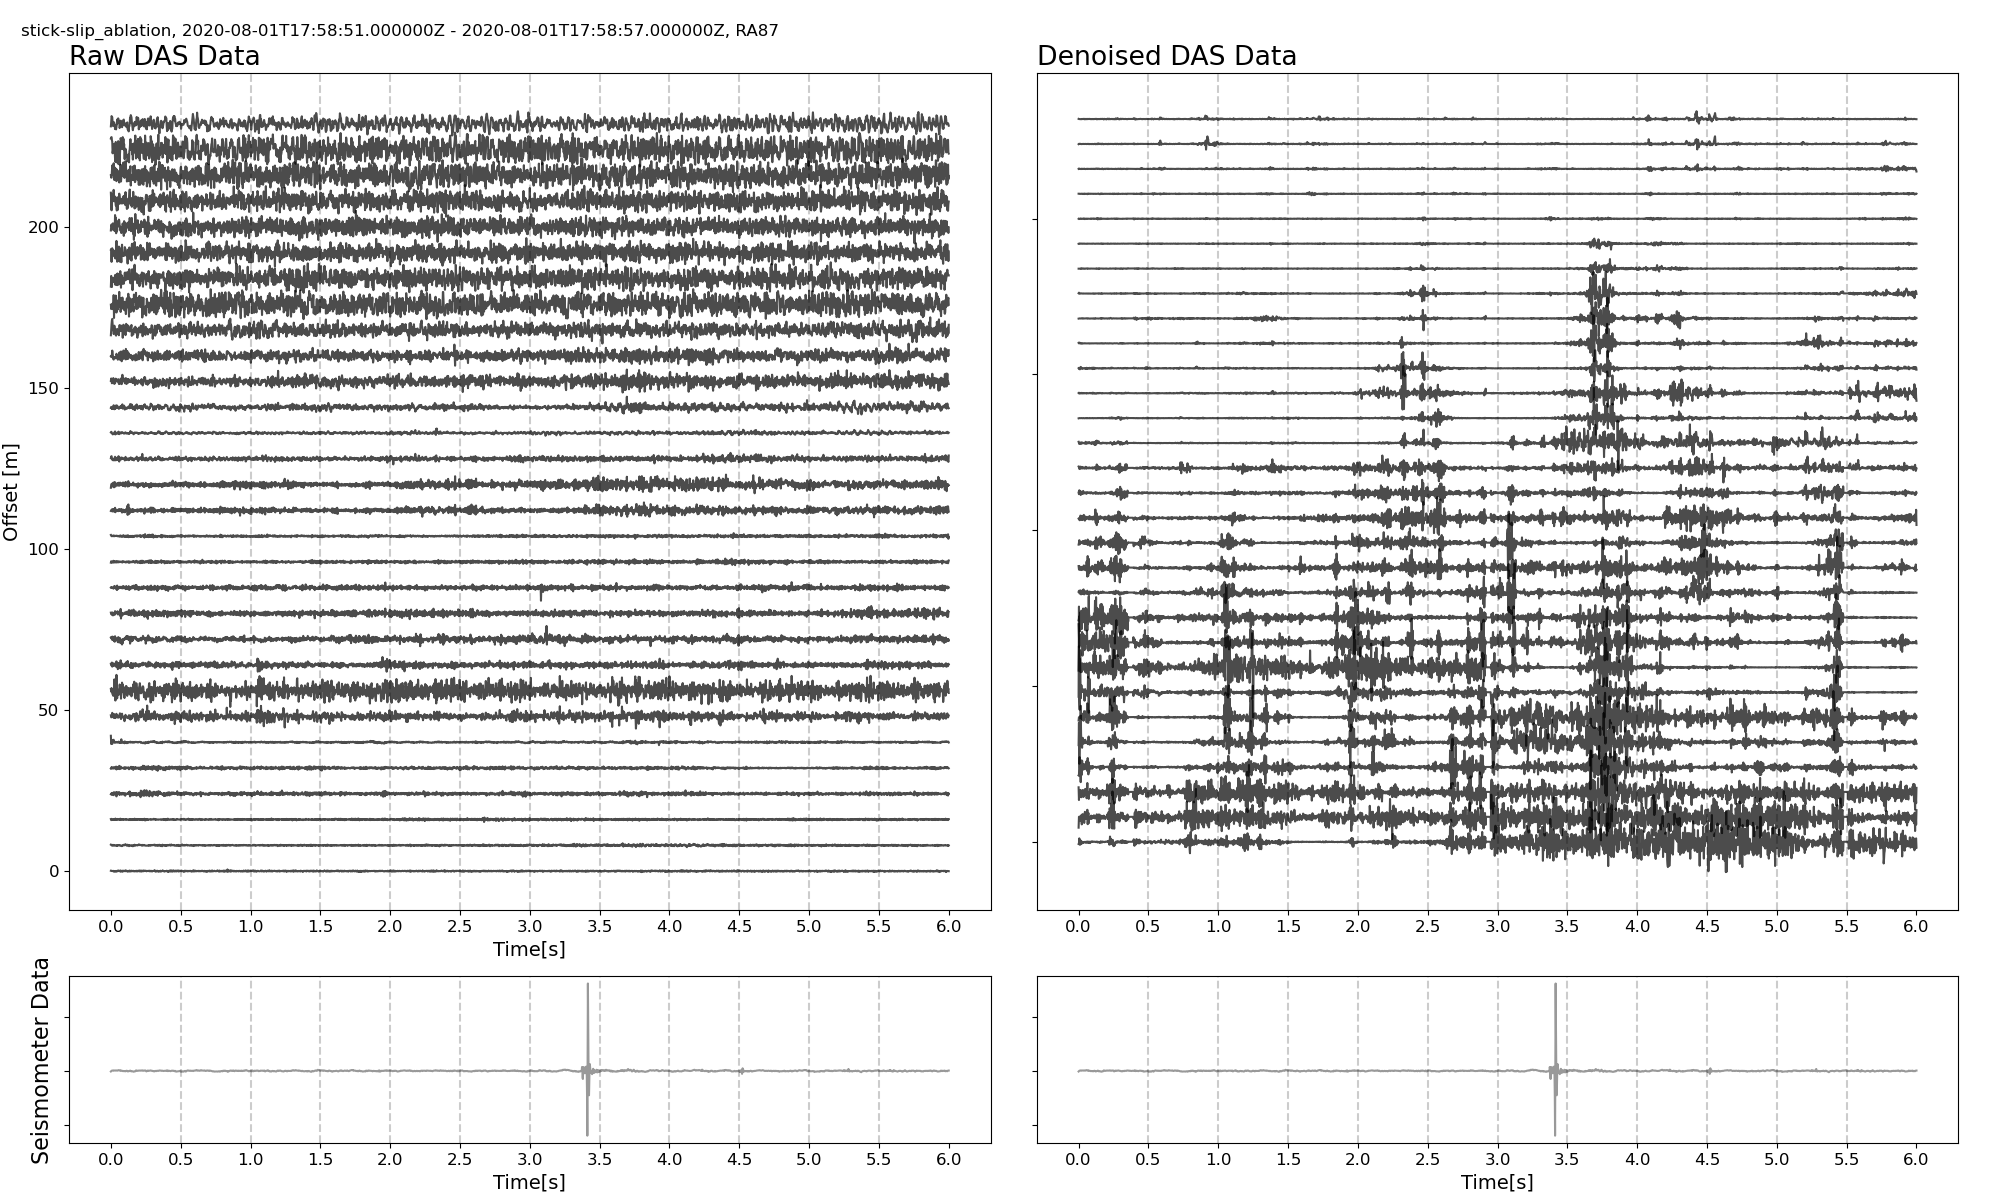 stick-slip_ablation, 2020-08-01T17:58:51.000000Z - 2020-08-01T17:58:57.000000Z, RA87
Raw DAS Data
Denoised DAS Data
Offset [m]
200
150
100
50
0
0.0 0.5 1.0 1.5 2.0 2.5 3.0 3.5 4.0 4.5 5.0 5.5 6.0
Time[s]
0.0 0.5 1.0 1.5 2.0 2.5 3.0 3.5 4.0 4.5 5.0 5.5 6.0
Seismometer Data
0.0 0.5 1.0 1.5 2.0 2.5 3.0 3.5 4.0 4.5 5.0 5.5 6.0
Time[s]
0.0 0.5 1.0 1.5 2.0 2.5 3.0 3.5 4.0 4.5 5.0 5.5 6.0
Time[s]